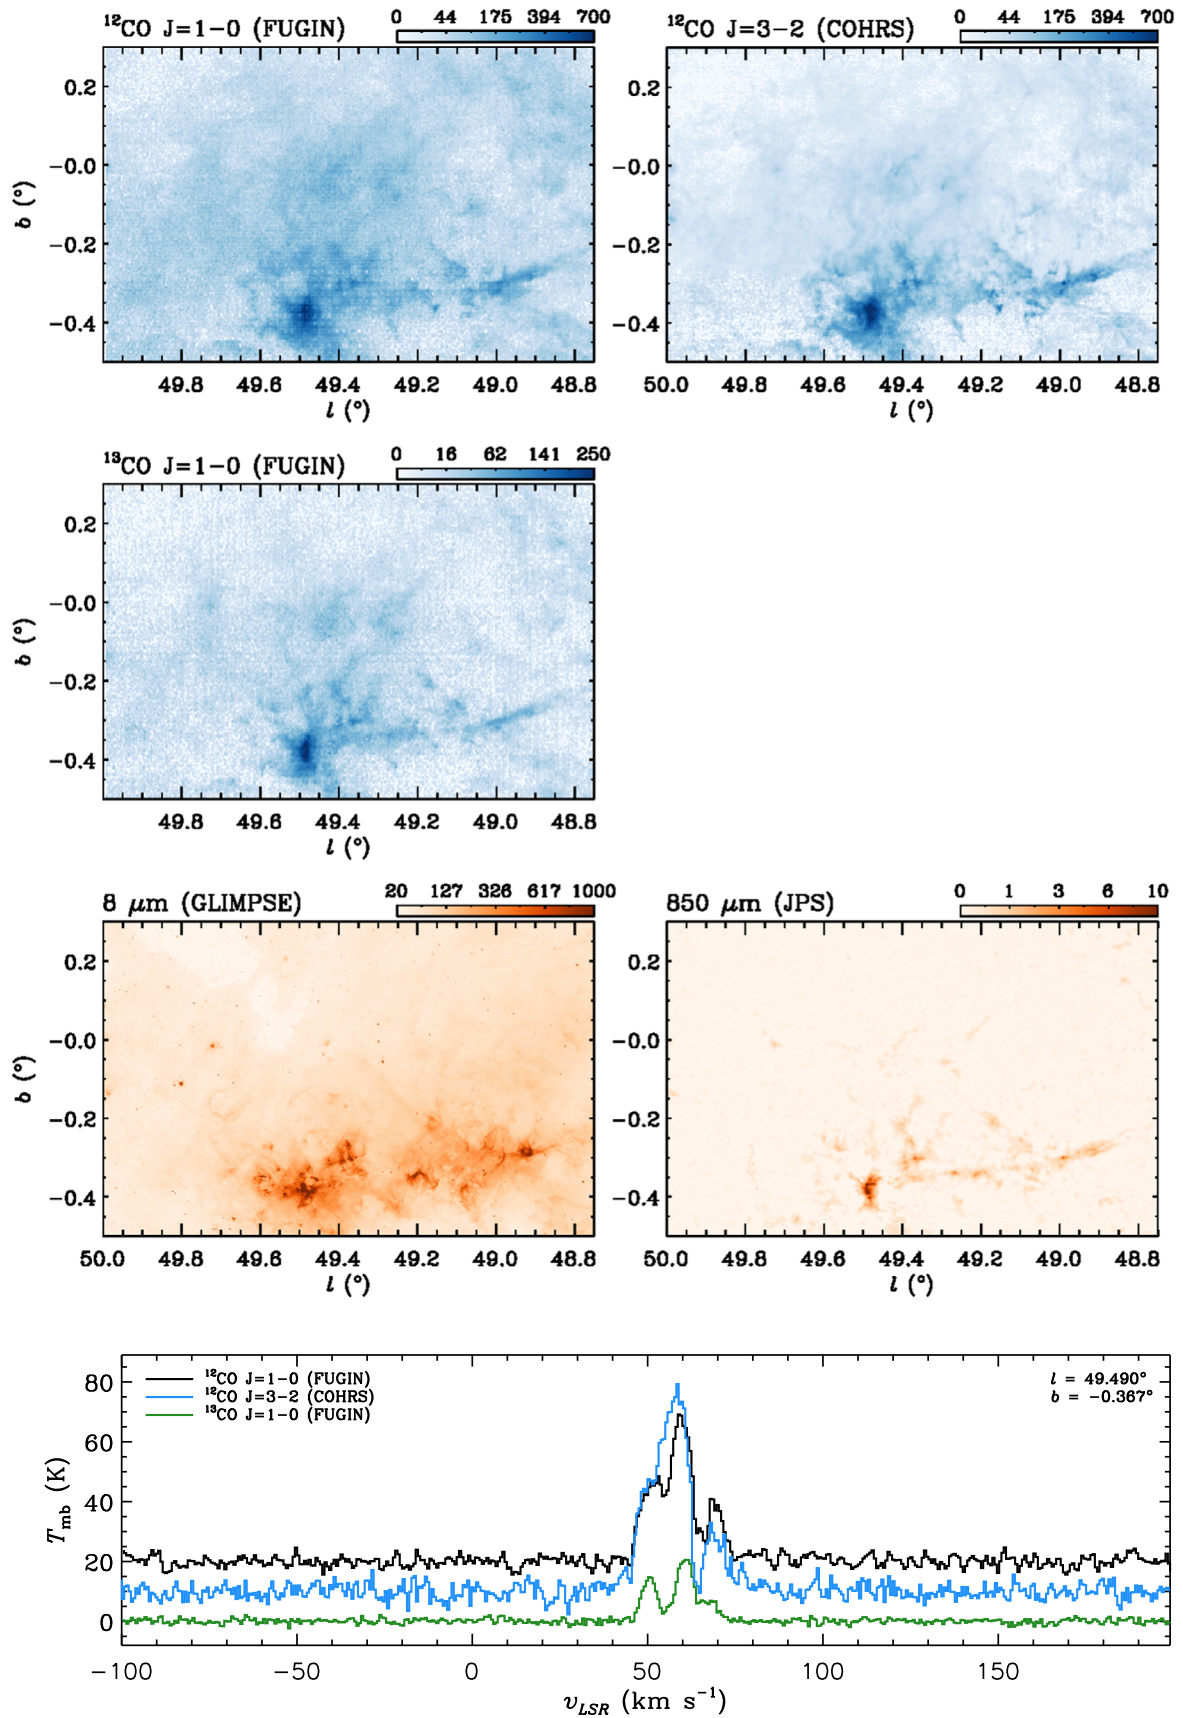 ¹²CO J=1−0 (FUGIN)
0 44 175 394 700
¹²CO J=3−2 (COHRS)
0 44 175 394 700
0.2
−0.0
−0.2
−0.4
b (°)
49.8 49.6 49.4 49.2 49.0 48.8
l (°)
0.2
−0.0
−0.2
−0.4
50.0 49.8 49.6 49.4 49.2 49.0 48.8
l (°)
¹³CO J=1−0 (FUGIN)
0 16 62 141 250
0.2
−0.0
−0.2
−0.4
b (°)
49.8 49.6 49.4 49.2 49.0 48.8
l (°)
8 μm (GLIMPSE)
20 127 326 617 1000
850 μm (JPS)
0 1 3 6 10
0.2
−0.0
−0.2
−0.4
b (°)
50.0 49.8 49.6 49.4 49.2 49.0 48.8
l (°)
0.2
−0.0
−0.2
−0.4
50.0 49.8 49.6 49.4 49.2 49.0 48.8
l (°)
¹²CO J=1−0 (FUGIN)
¹²CO J=3−2 (COHRS)
¹³CO J=1−0 (FUGIN)
l = 49.490°
b = −0.367°
80
60
40
20
0
T_mb (K)
−100 −50 0 50 100 150
v_LSR (km s⁻¹)